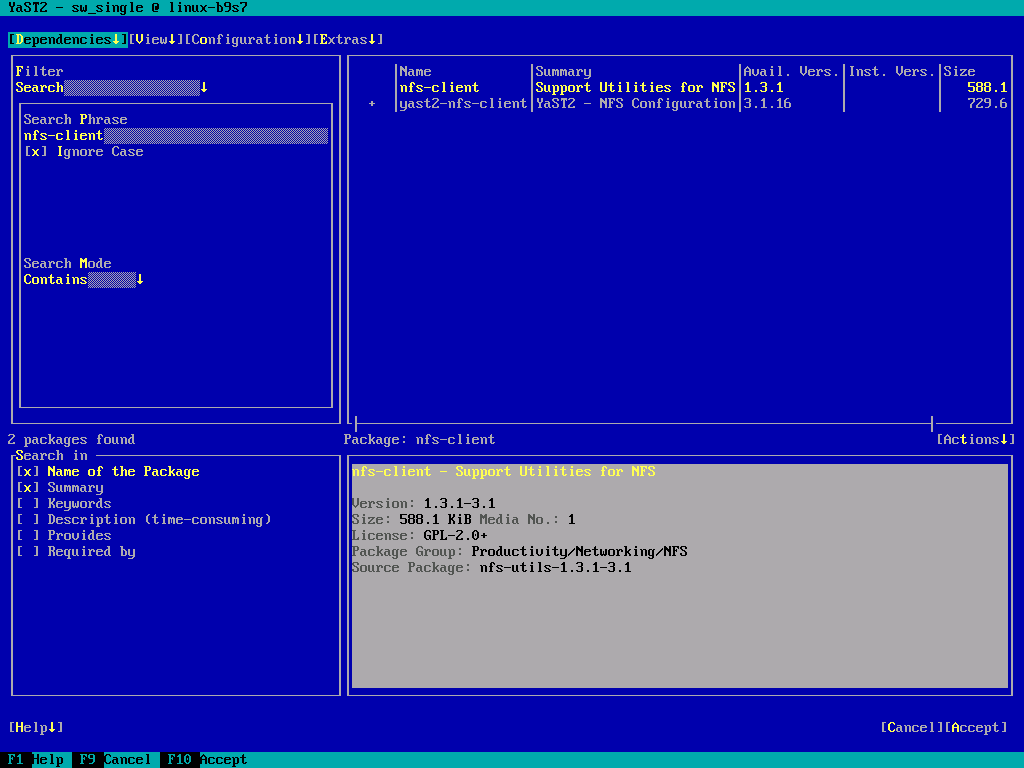 YaST2 - sw_single @ linux-b9s7
[Dependencies↓][View↓][Configuration↓][Extras↓]
Filter
Search↓
Search Phrase
nfs-client
[x] Ignore Case
Search Mode
Contains↓
Name Summary Avail. Vers. Inst. Vers. Size
nfs-client Support Utilities for NFS 1.3.1 588.1
+ yast2-nfs-client YaST2 - NFS Configuration 3.1.16 729.6
2 packages found
Package: nfs-client
[Actions↓]
Search in
[x] Name of the Package
[x] Summary
[ ] Keywords
[ ] Description (time-consuming)
[ ] Provides
[ ] Required by
nfs-client - Support Utilities for NFS
Version: 1.3.1-3.1
Size: 588.1 KiB Media No.: 1
License: GPL-2.0+
Package Group: Productivity/Networking/NFS
Source Package: nfs-utils-1.3.1-3.1
[Help↓]
[Cancel][Accept]
F1 Help F9 Cancel F10 Accept